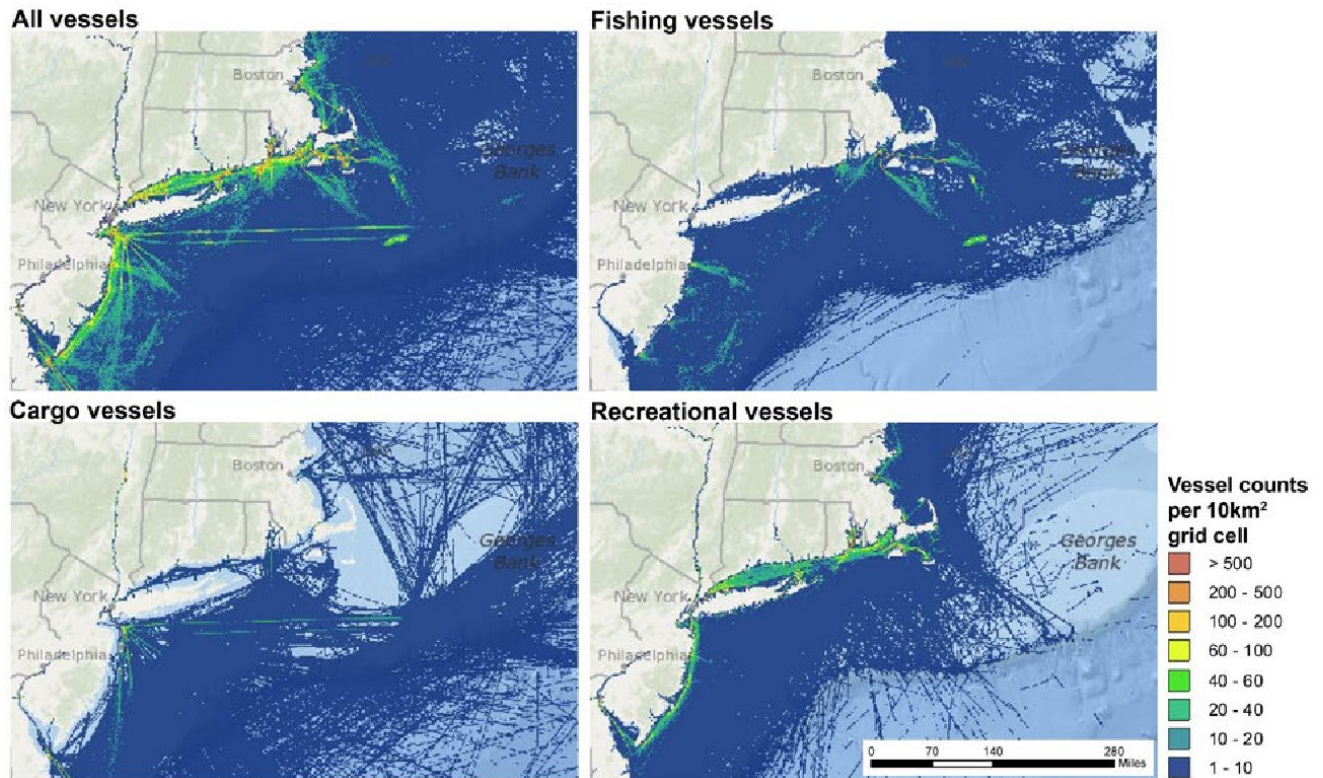 All vessels
Boston
Georges
Bank
New York
Philadelphia
Fishing vessels
Boston
Georges
Bank
New York
Philadelphia
Cargo vessels
Boston
Georges
Bank
New York
Philadelphia
Recreational vessels
Boston
Georges
Bank
New York
Philadelphia
0 70 140 280
Miles
Vessel counts
per 10km²
grid cell
> 500
200 - 500
100 - 200
60 - 100
40 - 60
20 - 40
10 - 20
1 - 10